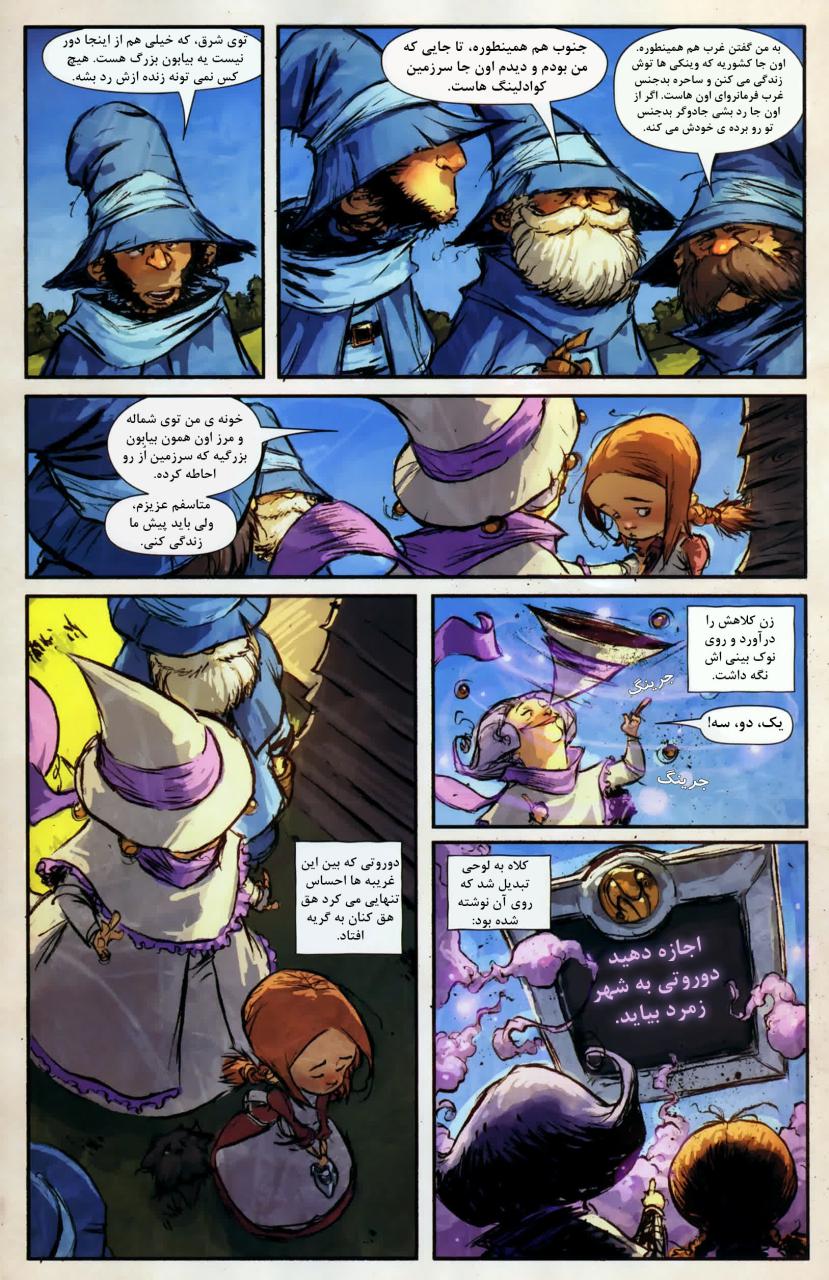 توی شرق، که خیلی هم از اینجا دور
نیست یه بیابون بزرگ هست. هیچ
کس نمی تونه زنده ازش رد بشه.
جنوب هم همینطوره، تا جایی که
من بودم و دیدم اون جا سرزمین
کوادلینگ هاست.
به من گفتن غرب هم همینطوره.
اون جا کشوریه که وینکی ها توش
زندگی می کنن و ساحره بدجنس
غرب فرمانروای اون هاست. اگر از
اون جا رد بشی جادوگر بدجنس
تو رو برده ی خودش می کنه.
خونه ی من توی شماله
و مرز اون همون بیابون
بزرگیه که سرزمین اُز رو
احاطه کرده.
متاسفم عزیزم،
ولی باید پیش ما
زندگی کنی.
دوروتی که بین این
غریبه ها احساس
تنهایی می کرد هق
هق کنان به گریه
افتاد.
زن کلاهش را
درآورد و روی
نوک بینی اش
نگه داشت.
جرینگ
یک، دو، سه!
جرینگ
کلاه به لوحی
تبدیل شد که
روی آن نوشته
شده بود:
اجازه دهید
دوروتی به شهر
زمرد بیاید.